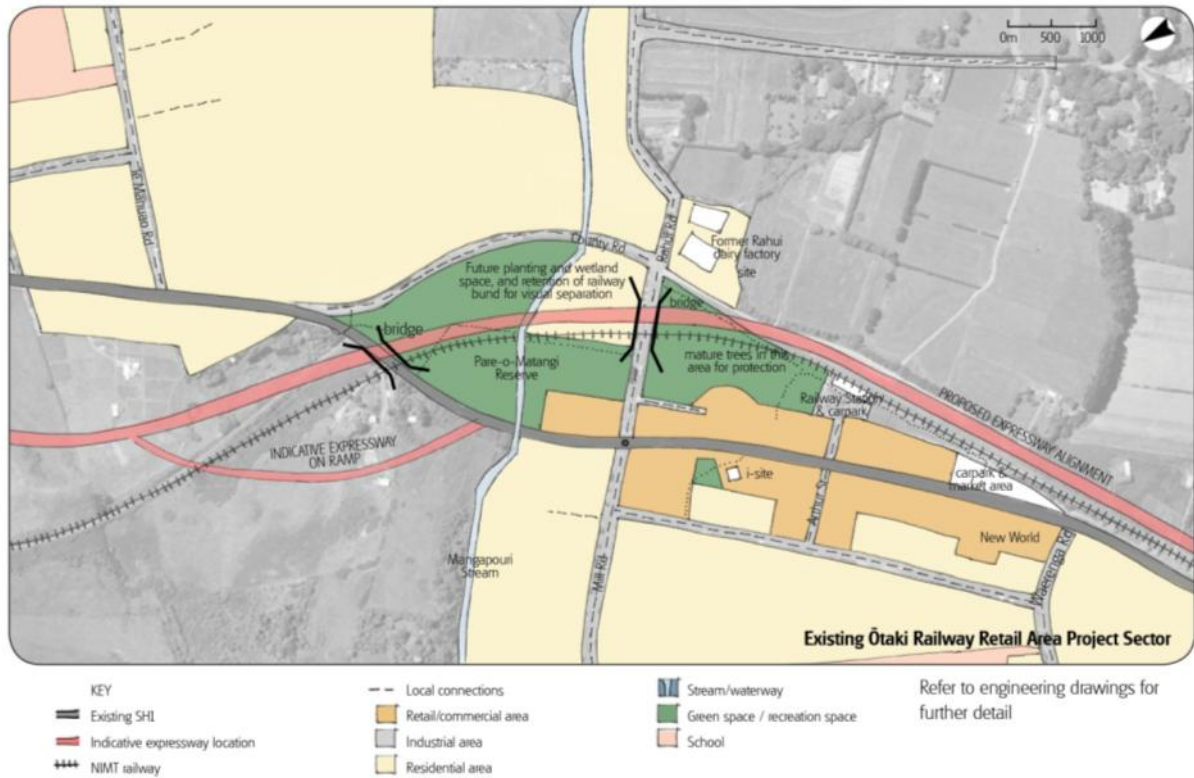 0m 500 1000
Te Manuao Rd
County Rd
Rahui Rd
Former Rahui
dairy factory
site
Future planting and wetland
space, and retention of railway
bund for visual separation
bridge
bridge
Pare-o-Matangi
Reserve
mature trees in this
area for protection
Railway Station
& carpark
PROPOSED EXPRESSWAY ALIGNMENT
INDICATIVE EXPRESSWAY
ON RAMP
i-site
carpark &
market area
Arthur St
New World
Mangapouri
Stream
Mill Rd
Waerenga Rd
Existing Ōtaki Railway Retail Area Project Sector
KEY
Existing SHI
Indicative expressway location
NIMT railway
Local connections
Retail/commercial area
Industrial area
Residential area
Stream/waterway
Green space / recreation space
School
Refer to engineering drawings for
further detail